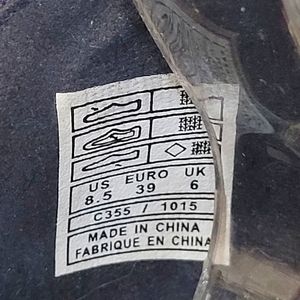 US EURO UK
8.5 39 6
C355 / 1015
MADE IN CHINA
FABRIQUE EN CHINA